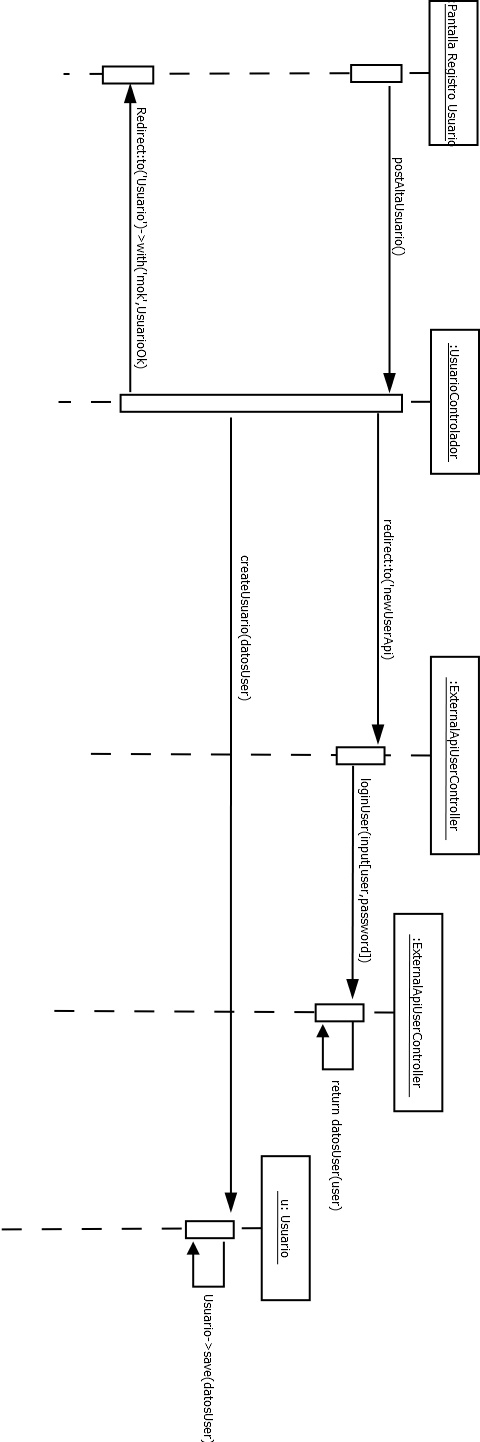 :Pantalla Registro Usuario
:UsuarioControlador
:ExternalApiUserController
:ExternalApiUserController
u: Usuario
postAltaUsuario()
redirect:to('newUserApi)
loginUser(input[user,password])
return datosUser(user)
createUsuario(datosUser)
Usuario->save(datosUser)
Redirect:to('Usuario')->with('mok',UsuarioOk)